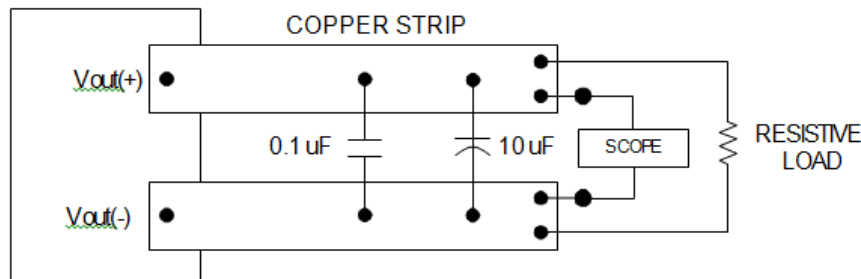 COPPER STRIP
Vout(+)
0.1 uF
10 uF
SCOPE
RESISTIVE
LOAD
Vout(-)